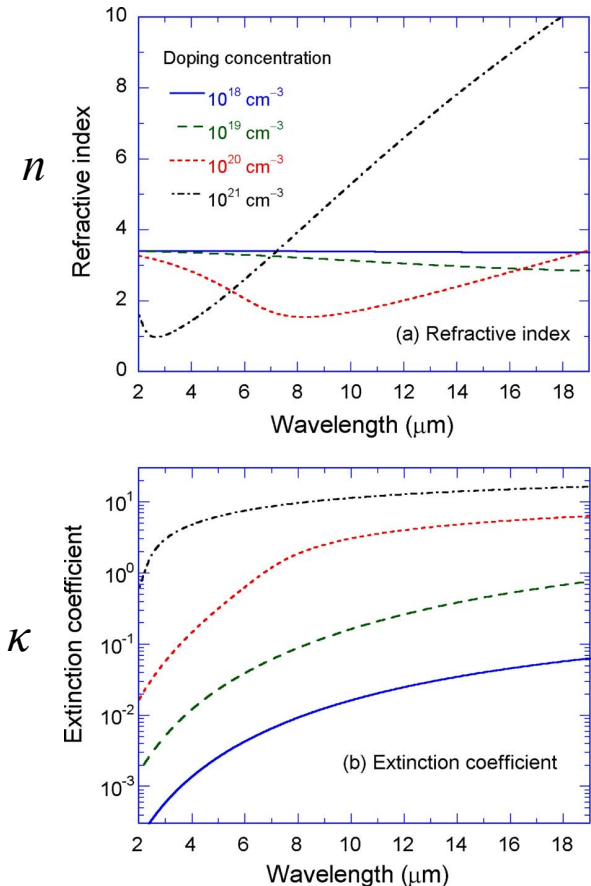 10
Doping concentration
10¹⁸ cm⁻³
8
10¹⁹ cm⁻³
10²⁰ cm⁻³
6
10²¹ cm⁻³
n
Refractive index
4
2
(a) Refractive index
0
2 4 6 8 10 12 14 16 18
Wavelength (μm)
10¹
10⁰
κ
Extinction coefficient
10⁻¹
10⁻²
(b) Extinction coefficient
10⁻³
2 4 6 8 10 12 14 16 18
Wavelength (μm)